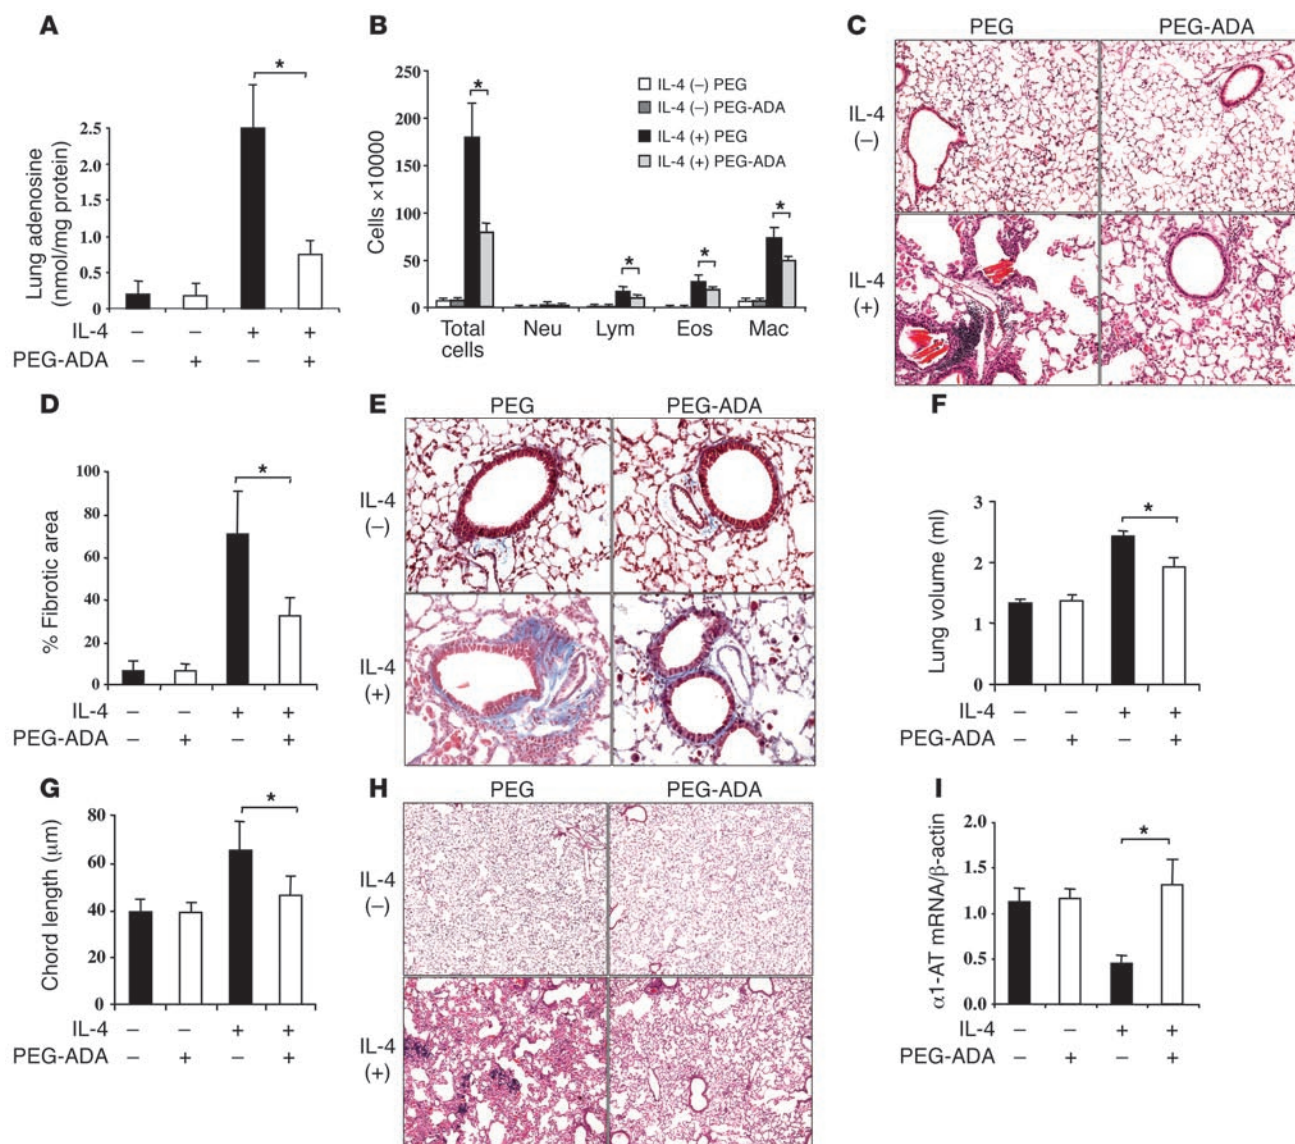 A
Lung adenosine
(nmol/mg protein)
2.5
2.0
1.5
1.0
0.5
0
IL-4 – – + +
PEG-ADA – + – +
*
B
Cells ×10000
250
200
150
100
50
0
IL-4 (–) PEG
IL-4 (–) PEG-ADA
IL-4 (+) PEG
IL-4 (+) PEG-ADA
* * * *
Total cells Neu Lym Eos Mac
C
PEG PEG-ADA
IL-4
(–)
IL-4
(+)
D
% Fibrotic area
100
80
60
40
20
0
*
IL-4 – – + +
PEG-ADA – + – +
E
PEG PEG-ADA
IL-4
(–)
IL-4
(+)
F
Lung volume (ml)
3
2
1
0
*
IL-4 – – + +
PEG-ADA – + – +
G
Chord length (μm)
80
60
40
20
0
*
IL-4 – – + +
PEG-ADA – + – +
H
PEG PEG-ADA
IL-4
(–)
IL-4
(+)
I
α1-AT mRNA/β-actin
2.0
1.5
1.0
0.5
0.0
*
IL-4 – – + +
PEG-ADA – + – +